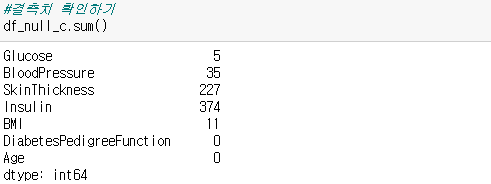 #결측치 확인하기
df_null_c.sum()
Glucose 5
BloodPressure 35
SkinThickness 227
Insulin 374
BMI 11
DiabetesPedigreeFunction 0
Age 0
dtype: int64